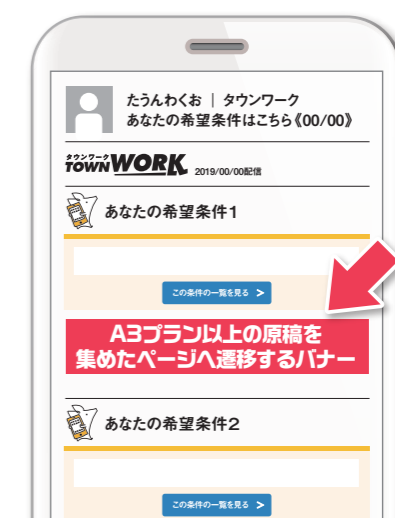 たうんわくお | タウンワーク
あなたの希望条件はこちら《00/00》
タウンワーク
TOWN WORK 2019/00/00配信
あなたの希望条件1
この条件の一覧を見る >
A3プラン以上の原稿を
集めたページへ遷移するバナー
あなたの希望条件2
この条件の一覧を見る >